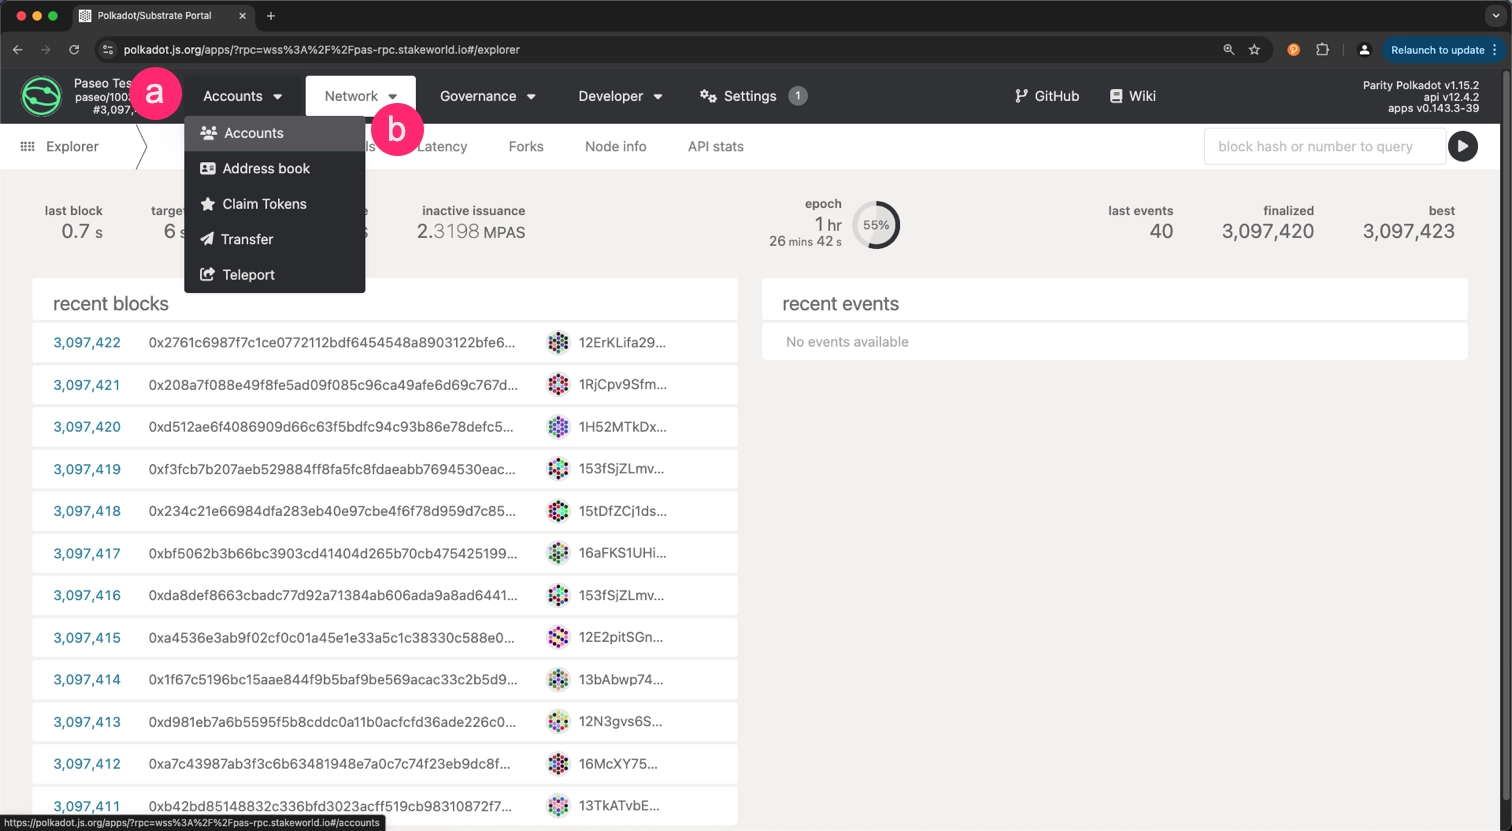 Polkadot/Substrate Portal
polkadot.js.org/apps/?rpc=wss%3A%2F%2Fpas-rpc.stakeworld.io#/explorer
Relaunch to update
Paseo Tes
paseo/1003
#3,097,4
a
Accounts
Network
Governance
Developer
Settings
1
GitHub
Wiki
Parity Polkadot v1.15.2
api v12.4.2
apps v0.143.3-39
Explorer
b
Latency
Forks
Node info
API stats
block hash or number to query
Accounts
Address book
Claim Tokens
Transfer
Teleport
last block
0.7 s
target
6 s
inactive issuance
2.3198 MPAS
epoch
1 hr
26 mins 42 s
55%
last events
40
finalized
3,097,420
best
3,097,423
recent blocks
3,097,422 0x2761c6987f7c1ce0772112bdf6454548a8903122bfe6... 12ErKLifa29...
3,097,421 0x208a7f088e49f8fe5ad09f085c96ca49afe6d69c767d... 1RjCpv9Sfm...
3,097,420 0xd512ae6f4086909d66c63f5bdfc94c93b86e78defc5... 1H52MTkDx...
3,097,419 0xf3fcb7b207aeb529884ff8fa5fc8fdaeabb7694530eac... 153fSjZLmv...
3,097,418 0x234c21e66984dfa283eb40e97cbe4f6f78d959d7c85... 15tDfZCj1ds...
3,097,417 0xbf5062b3b66bc3903cd41404d265b70cb475425199... 16aFKS1UHi...
3,097,416 0xda8def8663cbadc77d92a71384ab606ada9a8ad6441... 153fSjZLmv...
3,097,415 0xa4536e3ab9f02cf0c01a45e1e33a5c1c38330c588e0... 12E2pitSGn...
3,097,414 0x1f67c5196bc15aae844f9b5baf9be569acac33c2b5d9... 13bAbwp74...
3,097,413 0xd981eb7a6b5595f5b8cddc0a11b0acfcfd36ade226c0... 12N3gvs6S...
3,097,412 0xa7c43987ab3f3c6b63481948e7a0c7c74f23eb9dc8f... 16McXY75...
3,097,411 0xb42bd85148832c336bfd3023acff519cb98310872f7... 13TkATvbE...
recent events
No events available
https://polkadot.js.org/apps/?rpc=wss%3A%2F%2Fpas-rpc.stakeworld.io#/accounts